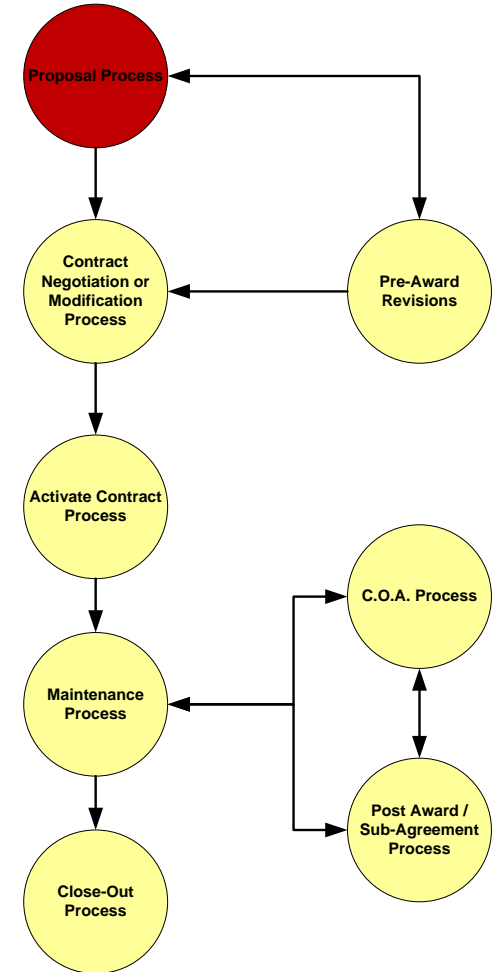 Proposal Process
Contract
Negotiation or
Modification
Process
Pre-Award
Revisions
Activate Contract
Process
C.O.A. Process
Maintenance
Process
Post Award /
Sub-Agreement
Process
Close-Out
Process